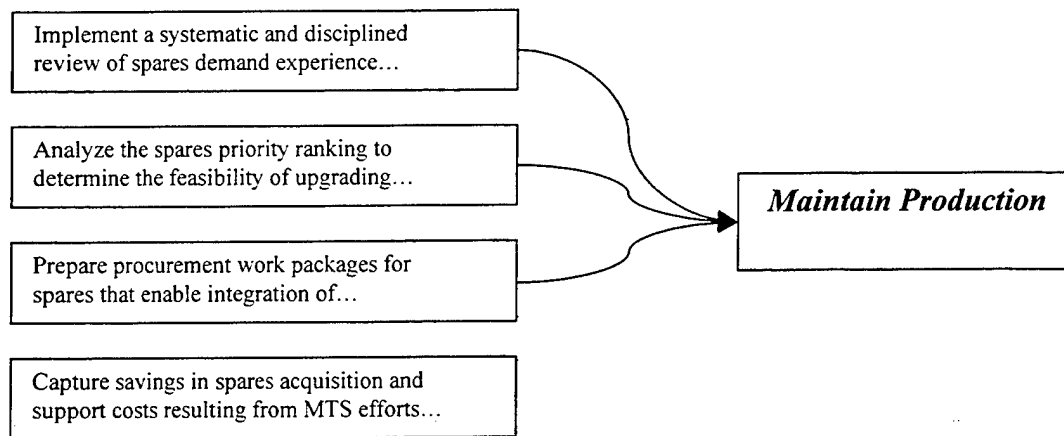 Implement a systematic and disciplined
review of spares demand experience…
Analyze the spares priority ranking to
determine the feasibility of upgrading…
Prepare procurement work packages for
spares that enable integration of…
Capture savings in spares acquisition and
support costs resulting from MTS efforts…
Maintain Production